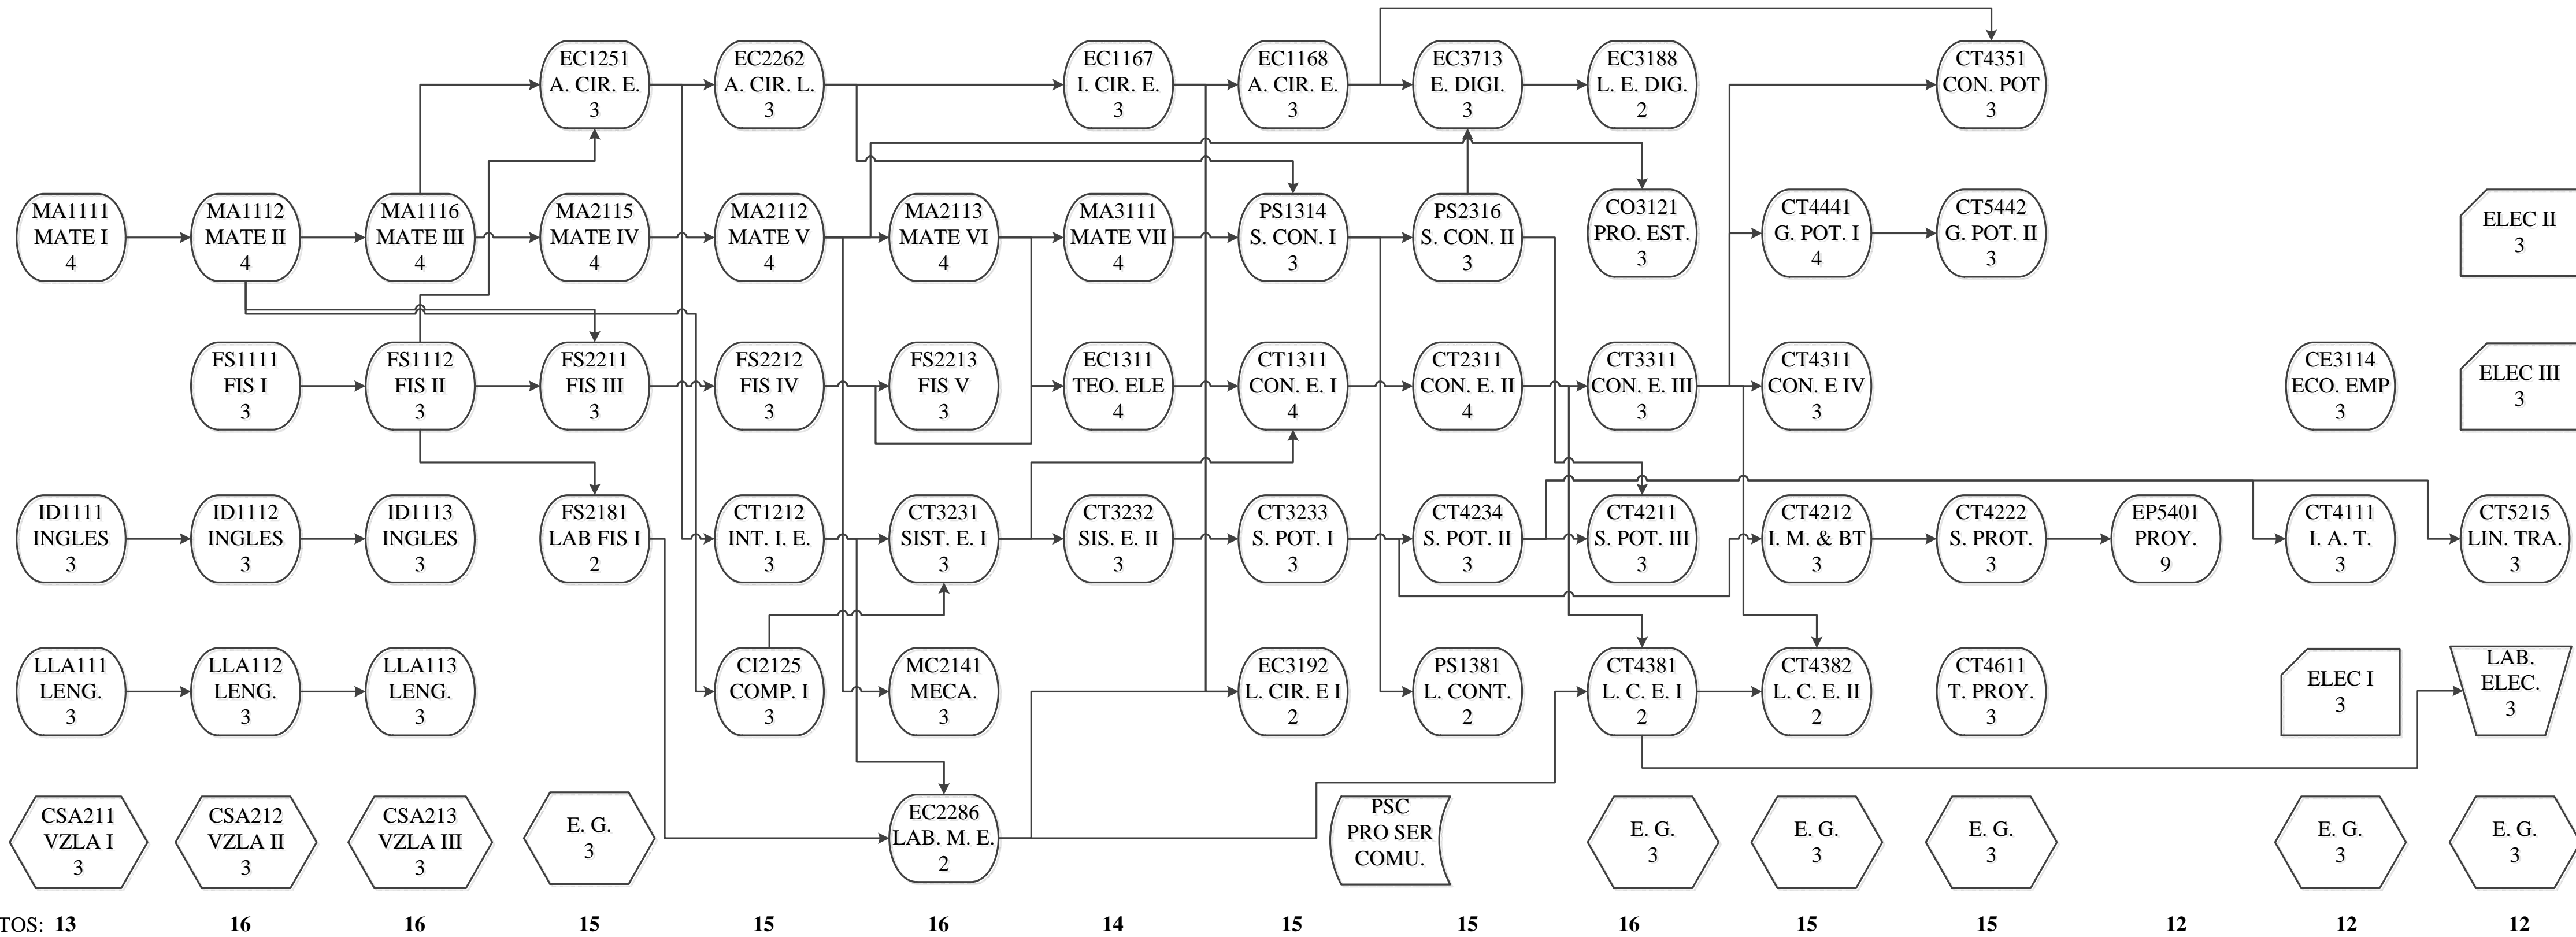 EC1251
A. CIR. E.
3
EC2262
A. CIR. L.
3
EC1167
I. CIR. E.
3
EC1168
A. CIR. E.
3
EC3713
E. DIGI.
3
EC3188
L. E. DIG.
2
CT4351
CON. POT
3
MA1111
MATE I
4
MA1112
MATE II
4
MA1116
MATE III
4
MA2115
MATE IV
4
MA2112
MATE V
4
MA2113
MATE VI
4
MA3111
MATE VII
4
PS1314
S. CON. I
3
PS2316
S. CON. II
3
CO3121
PRO. EST.
3
CT4441
G. POT. I
4
CT5442
G. POT. II
3
ELEC II
3
FS1111
FIS I
3
FS1112
FIS II
3
FS2211
FIS III
3
FS2212
FIS IV
3
FS2213
FIS V
3
EC1311
TEO. ELE
4
CT1311
CON. E. I
4
CT2311
CON. E. II
4
CT3311
CON. E. III
3
CT4311
CON. E IV
3
CE3114
ECO. EMP
3
ELEC III
3
ID1111
INGLES
3
ID1112
INGLES
3
ID1113
INGLES
3
FS2181
LAB FIS I
2
CT1212
INT. I. E.
3
CT3231
SIST. E. I
3
CT3232
SIS. E. II
3
CT3233
S. POT. I
3
CT4234
S. POT. II
3
CT4211
S. POT. III
3
CT4212
I. M. & BT
3
CT4222
S. PROT.
3
EP5401
PROY.
9
CT4111
I. A. T.
3
CT5215
LIN. TRA.
3
LLA111
LENG.
3
LLA112
LENG.
3
LLA113
LENG.
3
CI2125
COMP. I
3
MC2141
MECA.
3
EC3192
L. CIR. E I
2
PS1381
L. CONT.
2
CT4381
L. C. E. I
2
CT4382
L. C. E. II
2
CT4611
T. PROY.
3
ELEC I
3
LAB.
ELEC.
3
CSA211
VZLA I
3
CSA212
VZLA II
3
CSA213
VZLA III
3
E. G.
3
EC2286
LAB. M. E.
2
PSC
PRO SER
COMU.
E. G.
3
E. G.
3
E. G.
3
E. G.
3
E. G.
3
TOS: 13 16 16 15 15 16 14 15 15 16 15 15 12 12 12